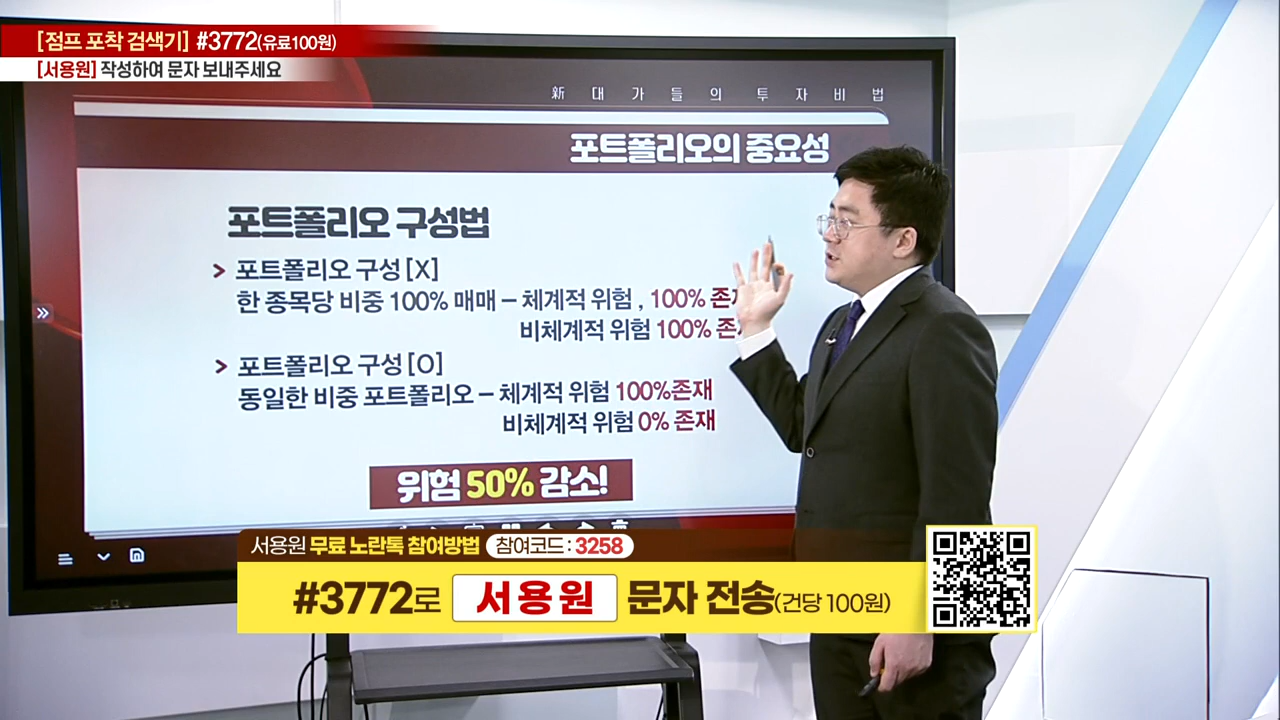 [점프 포착 검색기] #3772(유료100원)
[서용원] 작성하여 문자 보내주세요
新대가들의 투자비법
포트폴리오의 중요성
포트폴리오 구성법
포트폴리오 구성 [X]
한 종목당 비중 100% 매매 – 체계적 위험 , 100%
비체계적 위험 100%
포트폴리오 구성 [O]
동일한 비중 포트폴리오 – 체계적 위험 100%존재
비체계적 위험 0% 존재
위험 50% 감소!
서용원 무료 노란톡 참여방법 참여코드 : 3258
#3772로 서용원 문자 전송(건당 100원)